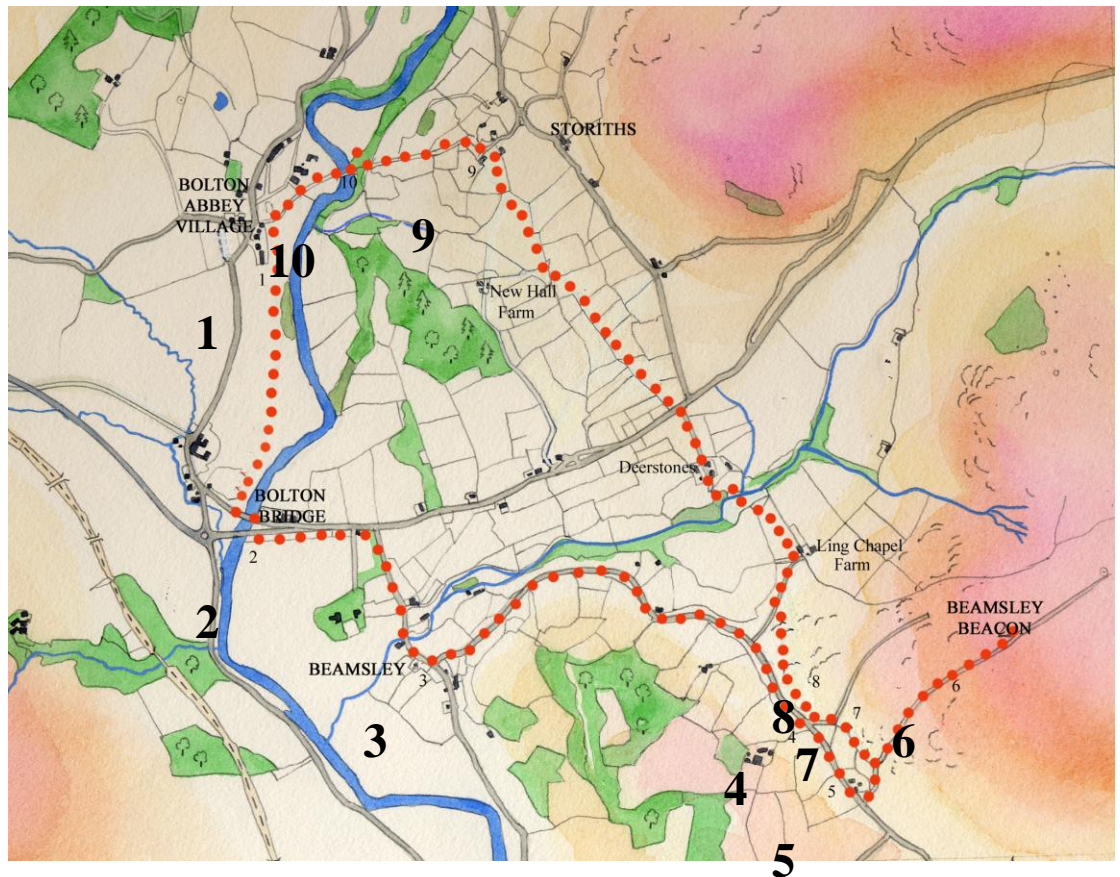 STORITHS
10
9
BOLTON
ABBEY
VILLAGE
9
10
1
New Hall
Farm
1
Deerstones
BOLTON
BRIDGE
2
Ling Chapel
Farm
BEAMSLEY
BEACON
2
BEAMSLEY
3
8
6
7
8
4
3
7
6
4
5
5